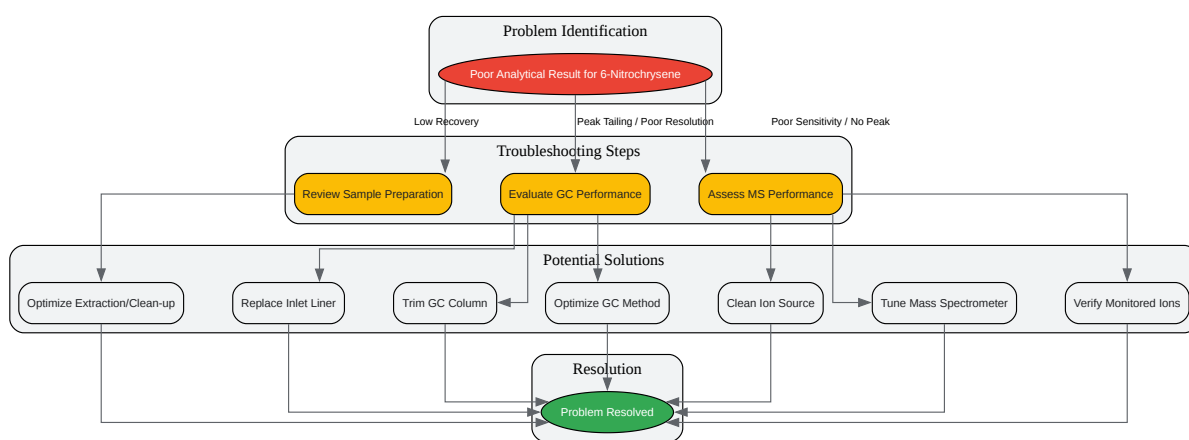 Problem Identification
Poor Analytical Result for 6-Nitrochrysene
Low Recovery
Peak Tailing / Poor Resolution
Poor Sensitivity / No Peak
Troubleshooting Steps
Review Sample Preparation
Evaluate GC Performance
Assess MS Performance
Potential Solutions
Optimize Extraction/Clean-up
Replace Inlet Liner
Trim GC Column
Optimize GC Method
Clean Ion Source
Tune Mass Spectrometer
Verify Monitored Ions
Resolution
Problem Resolved